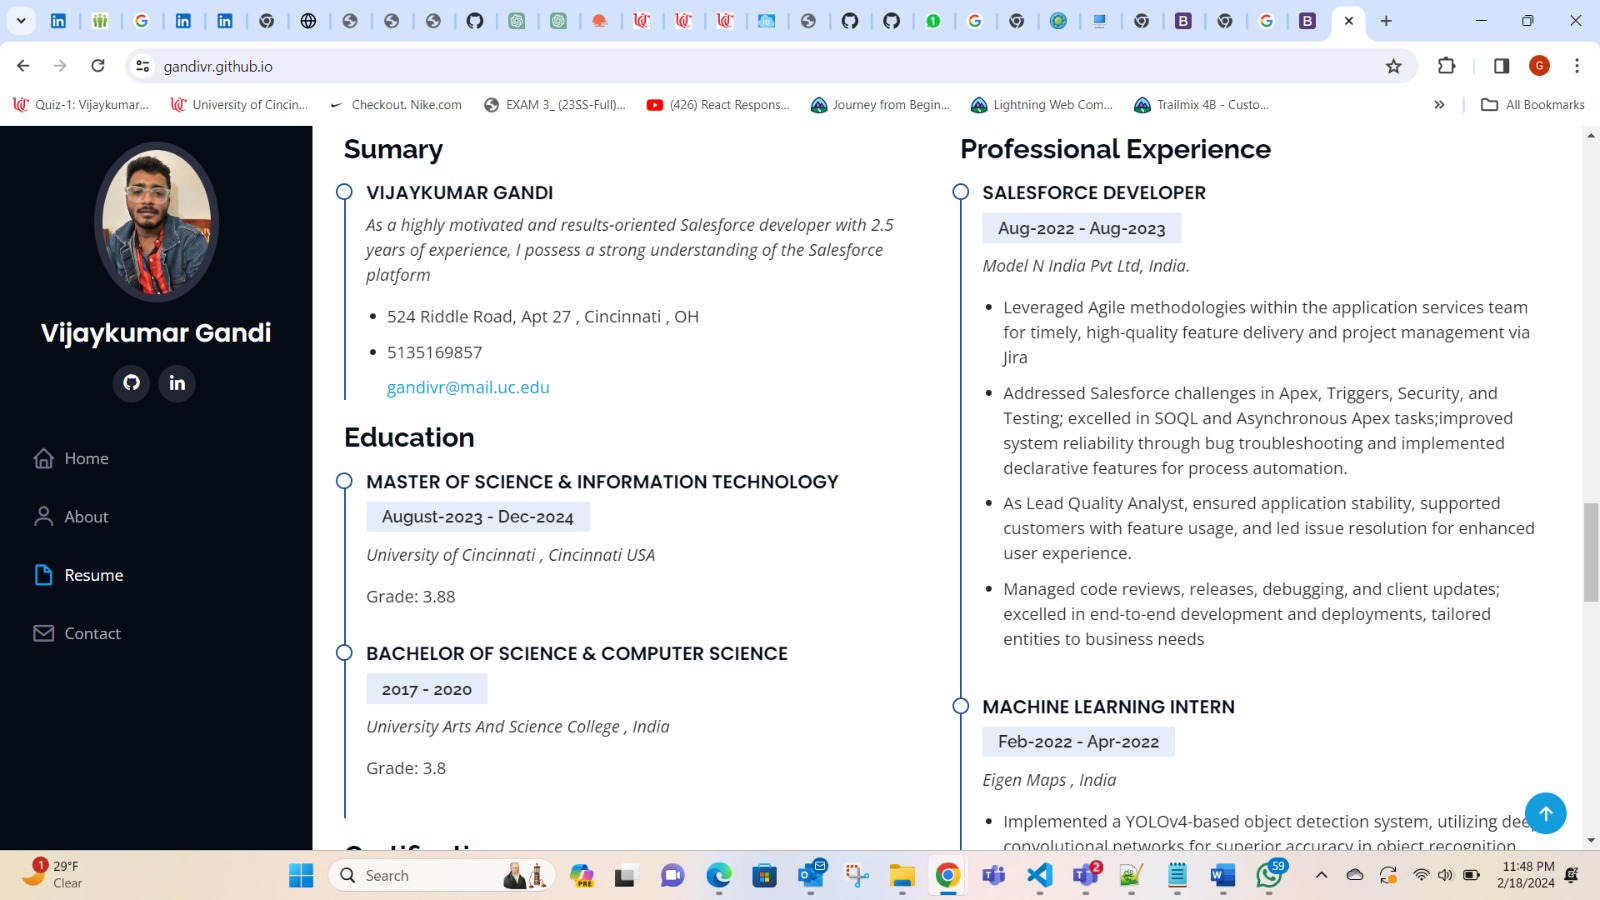 gandivr.github.io
G
Quiz-1: Vijaykumar...
University of Cincin...
Checkout. Nike.com
EXAM 3_ (23SS-Full)...
(426) React Respons...
Journey from Begin...
Lightning Web Com...
Trailmix 4B - Custo...
All Bookmarks
Vijaykumar Gandi
Home
About
Resume
Contact
Sumary
VIJAYKUMAR GANDI
As a highly motivated and results-oriented Salesforce developer with 2.5
years of experience, I possess a strong understanding of the Salesforce
platform
524 Riddle Road, Apt 27 , Cincinnati , OH
5135169857
gandivr@mail.uc.edu
Education
MASTER OF SCIENCE & INFORMATION TECHNOLOGY
August-2023 - Dec-2024
University of Cincinnati , Cincinnati USA
Grade: 3.88
BACHELOR OF SCIENCE & COMPUTER SCIENCE
2017 - 2020
University Arts And Science College , India
Grade: 3.8
Professional Experience
SALESFORCE DEVELOPER
Aug-2022 - Aug-2023
Model N India Pvt Ltd, India.
Leveraged Agile methodologies within the application services team
for timely, high-quality feature delivery and project management via
Jira
Addressed Salesforce challenges in Apex, Triggers, Security, and
Testing; excelled in SOQL and Asynchronous Apex tasks;improved
system reliability through bug troubleshooting and implemented
declarative features for process automation.
As Lead Quality Analyst, ensured application stability, supported
customers with feature usage, and led issue resolution for enhanced
user experience.
Managed code reviews, releases, debugging, and client updates;
excelled in end-to-end development and deployments, tailored
entities to business needs
MACHINE LEARNING INTERN
Feb-2022 - Apr-2022
Eigen Maps , India
Implemented a YOLOv4-based object detection system, utilizing
convolutional networks for superior accuracy in object recognition
1
29°F
Clear
Search
PRE
2
59
11:48 PM
2/18/2024